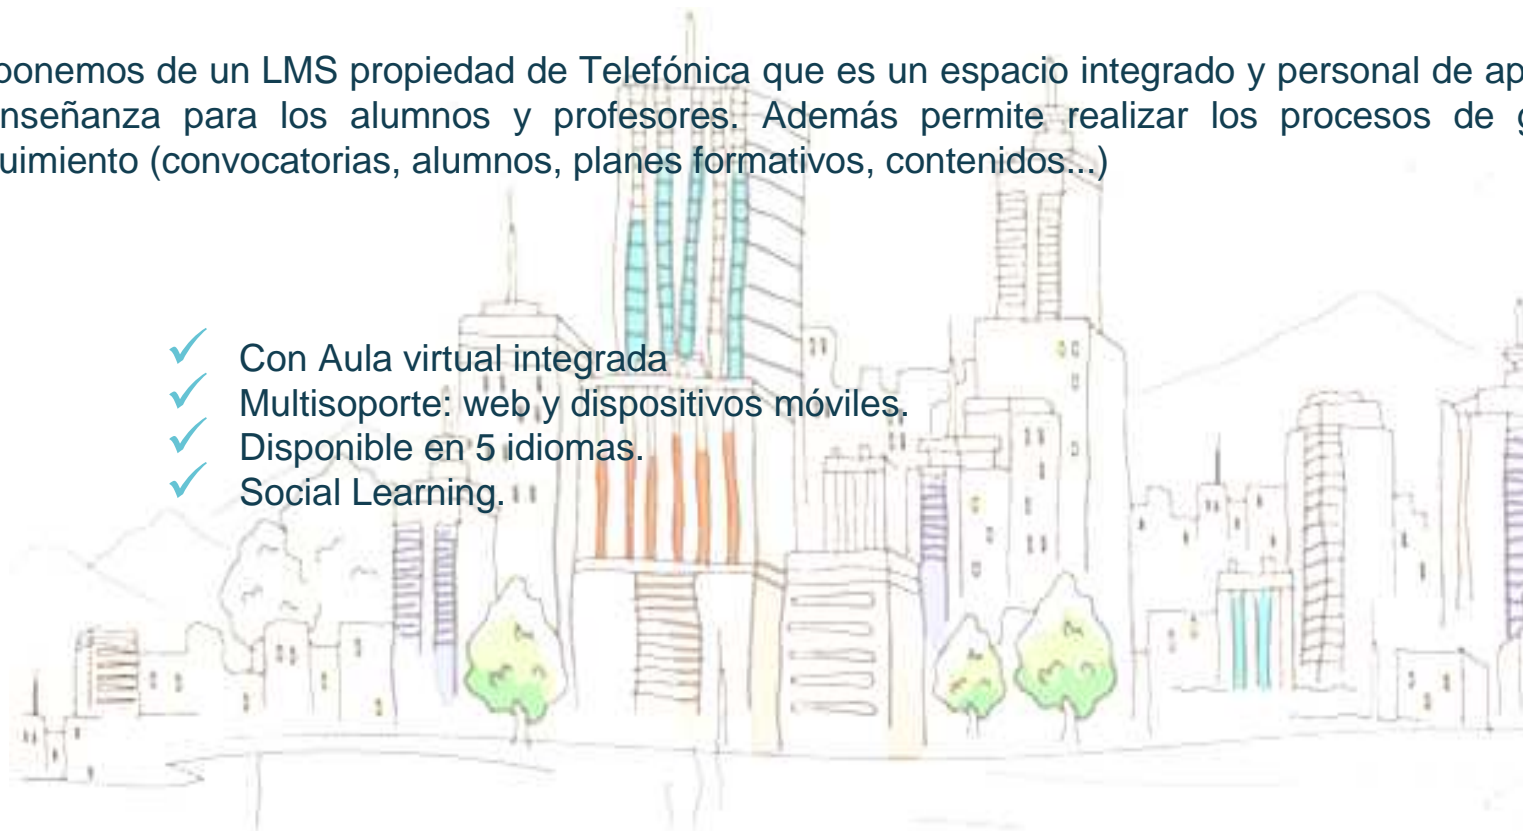 ponemos de un LMS propiedad de Telefónica que es un espacio integrado y personal de ap
nseñanza para los alumnos y profesores. Además permite realizar los procesos de g
uimiento (convocatorias, alumnos, planes formativos, contenidos...)
Con Aula virtual integrada
Multisoporte: web y dispositivos móviles.
Disponible en 5 idiomas.
Social Learning.